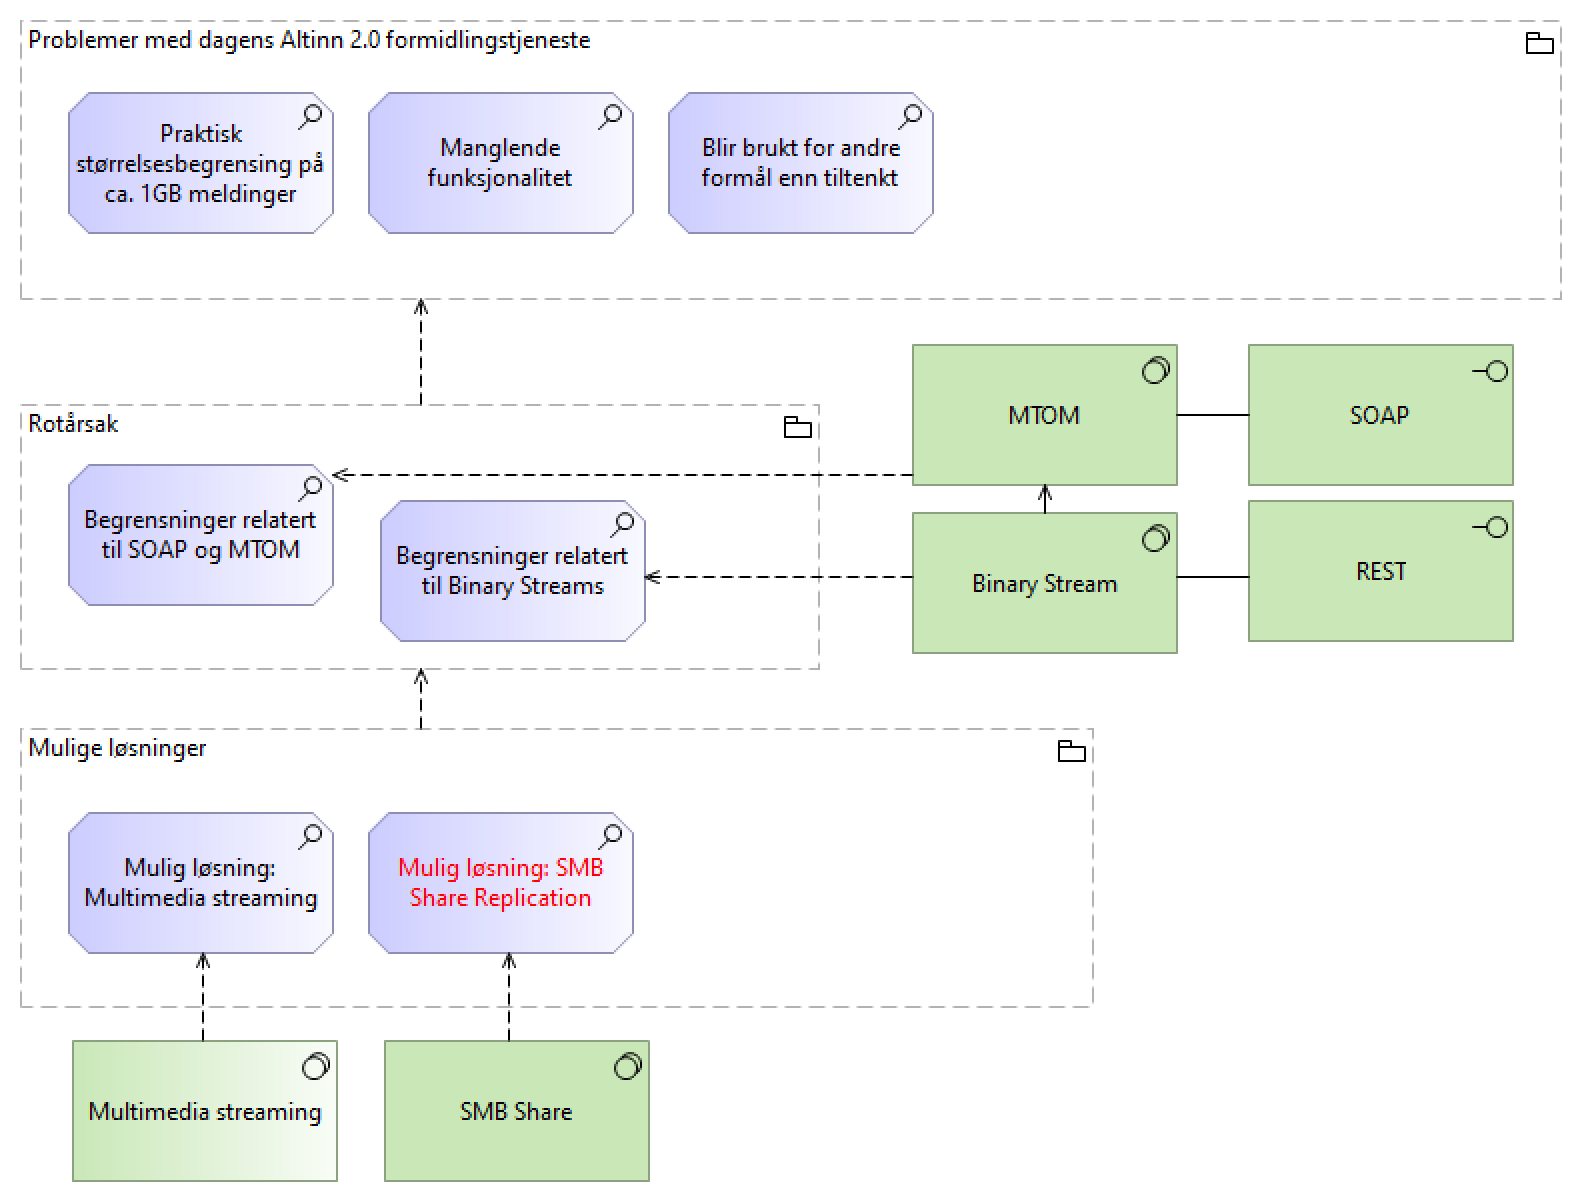 Problemer med dagens Altinn 2.0 formidlingstjeneste
Praktisk
størrelsesbegrensing på
ca. 1GB meldinger
Manglende
funksjonalitet
Blir brukt for andre
formål enn tiltenkt
Rotårsak
Begrensninger relatert
til SOAP og MTOM
Begrensninger relatert
til Binary Streams
MTOM
SOAP
Binary Stream
REST
Mulige løsninger
Mulig løsning:
Multimedia streaming
Mulig løsning: SMB
Share Replication
Multimedia streaming
SMB Share